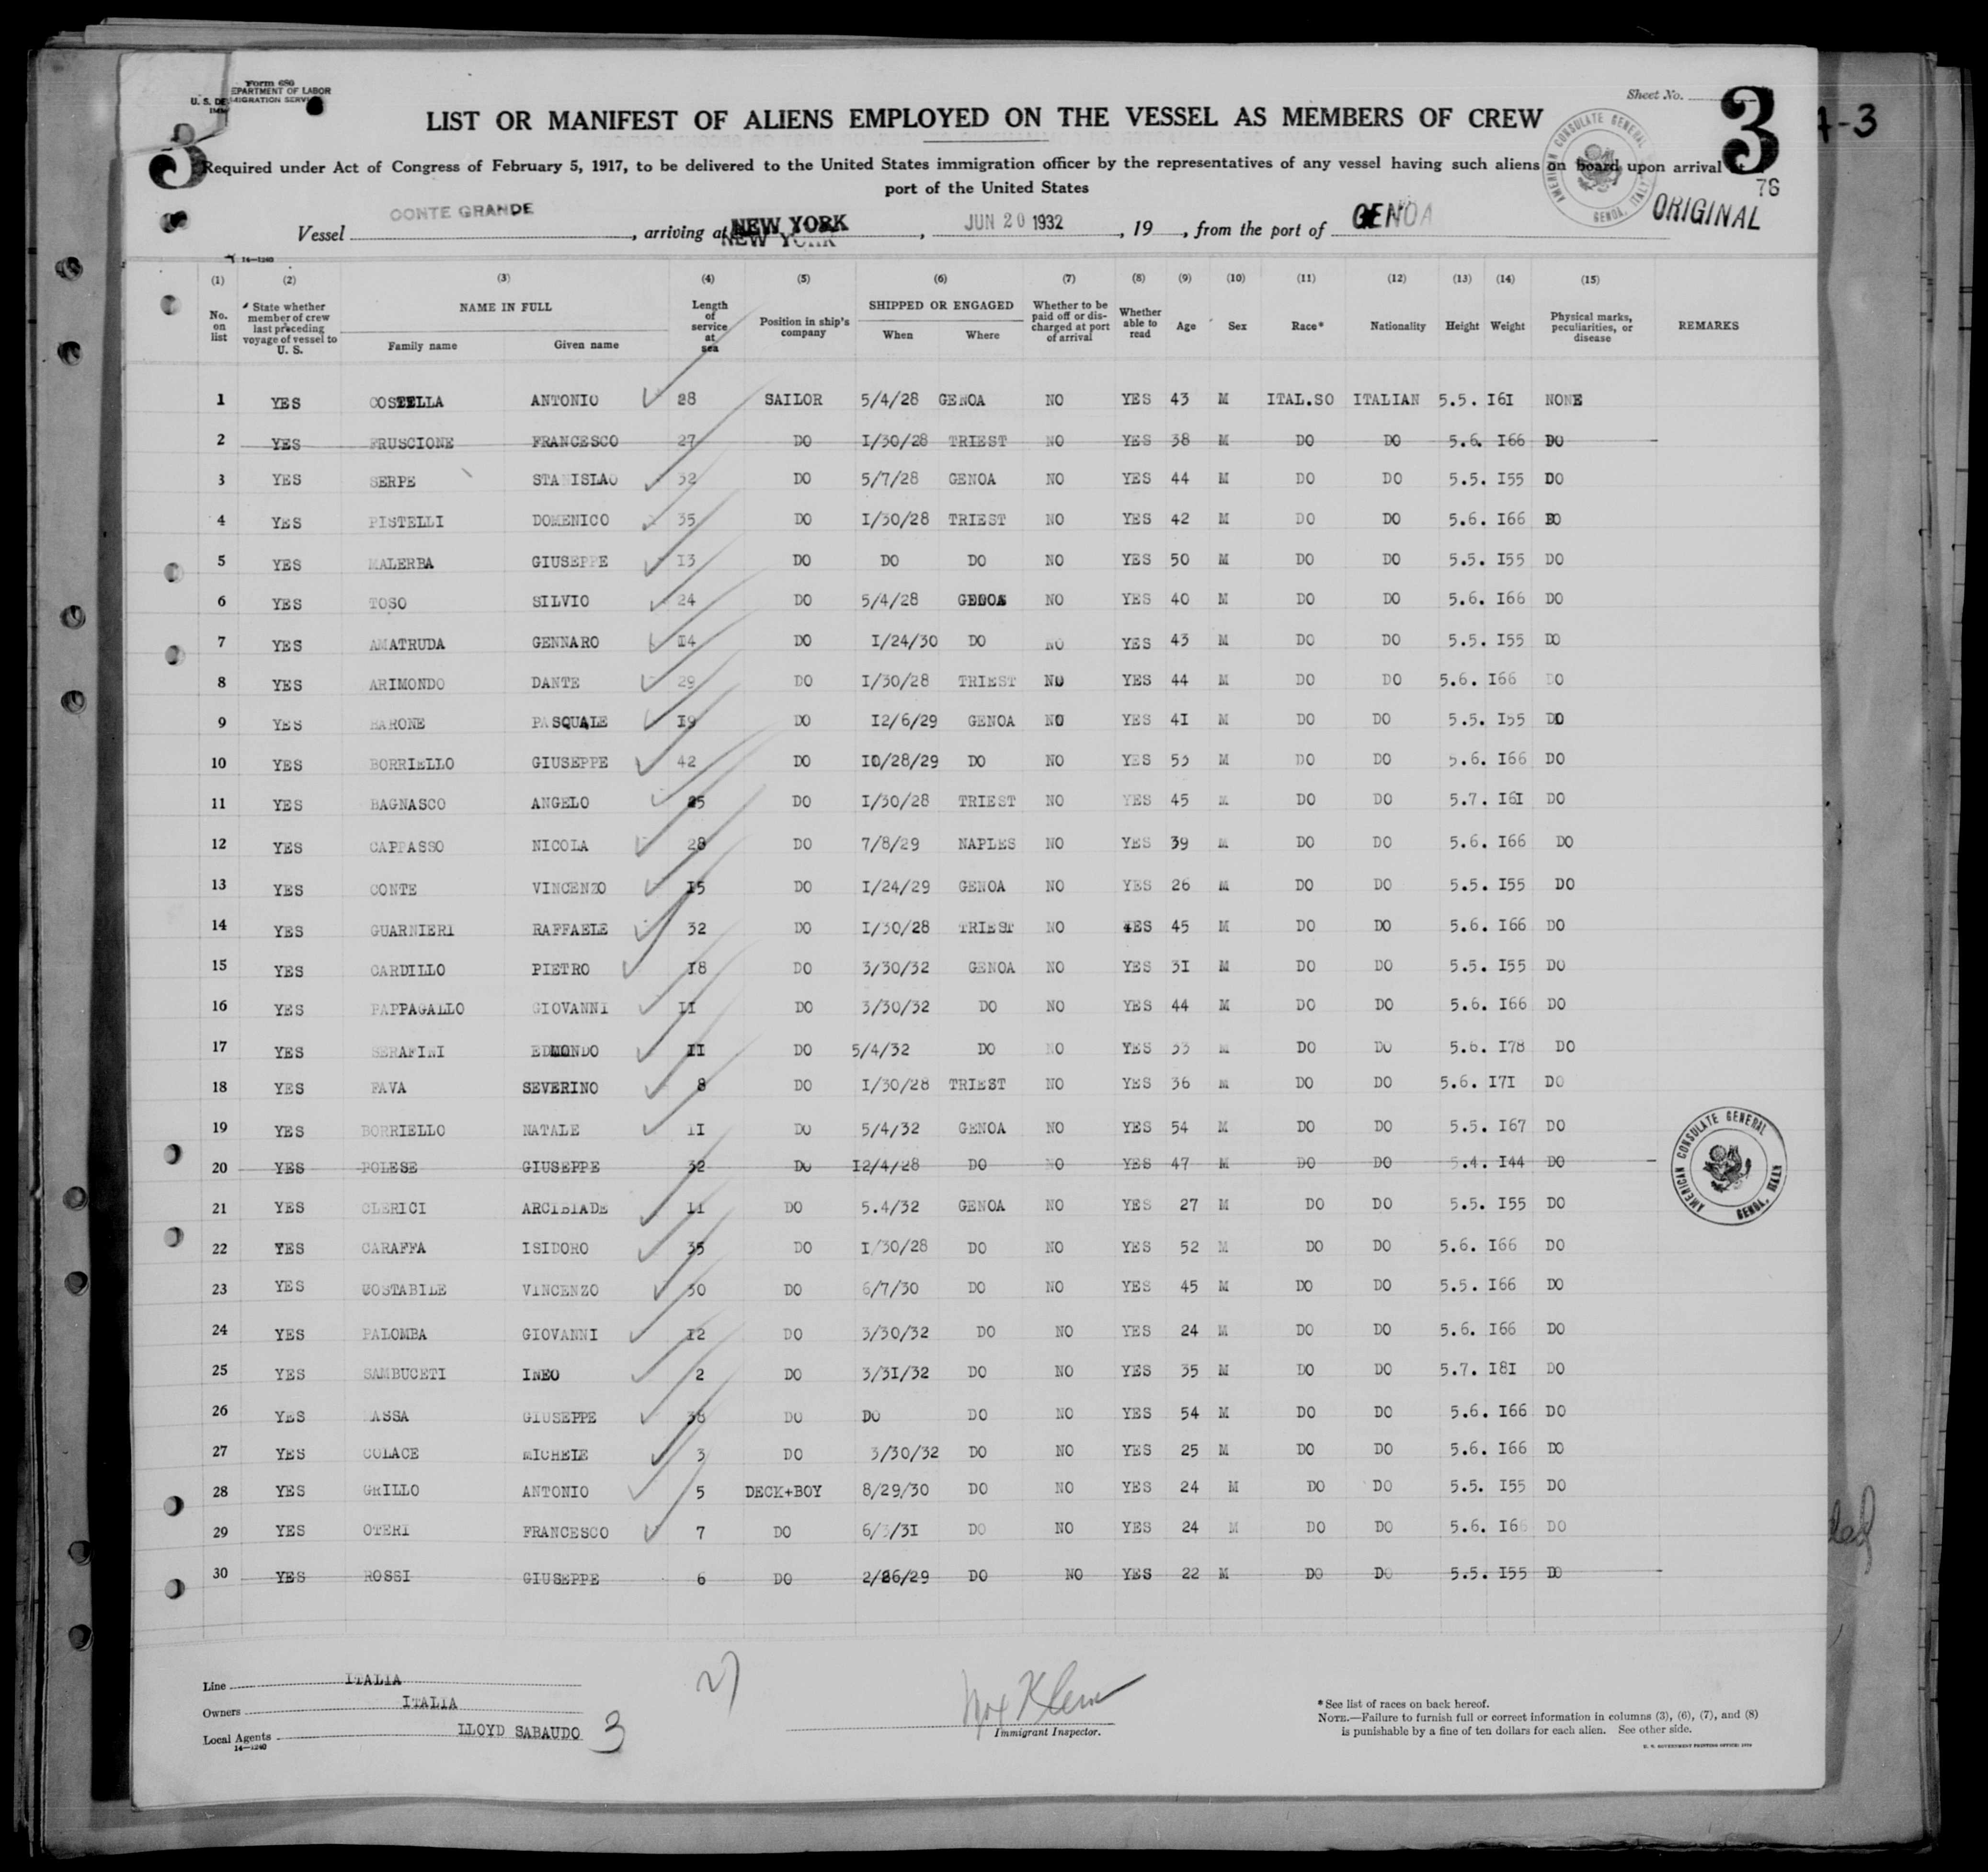 Form 680
U. S. DEPARTMENT OF LABOR
IMMIGRATION SERVICE
Sheet No. 3
A-3
LIST OR MANIFEST OF ALIENS EMPLOYED ON THE VESSEL AS MEMBERS OF CREW
3
Required under Act of Congress of February 5, 1917, to be delivered to the United States immigration officer by the representatives of any vessel having such aliens on board upon arrival
port of the United States
AMERICAN CONSULATE GENERAL GENOA, ITALY
78
ORIGINAL
Vessel CONTE GRANDE, arriving at NEW YORK NEW YORK, JUN 20 1932, 19 , from the port of GENOA
14-1240
(1) (2) (3) (4) (5) (6) (7) (8) (9) (10) (11) (12) (13) (14) (15)
No. on list | State whether member of crew last preceding voyage of vessel to U. S. | NAME IN FULL Family name Given name | Length of service at sea | Position in ship's company | SHIPPED OR ENGAGED When Where | Whether to be paid off or discharged at port of arrival | Whether able to read | Age | Sex | Race* | Nationality | Height | Weight | Physical marks, peculiarities, or disease | REMARKS
1 YES COSTELLA ANTONIO 28 SAILOR 5/4/28 GENOA NO YES 43 M ITAL.SO ITALIAN 5.5. I6I NONE
2 YES FRUSCIONE FRANCESCO 27 DO I/30/28 TRIEST NO YES 38 M DO DO 5.6. I66 DO
3 YES SERPE STANISLAO 32 DO 5/7/28 GENOA NO YES 44 M DO DO 5.5. I55 DO
4 YES PISTELLI DOMENICO 35 DO I/30/28 TRIEST NO YES 42 M DO DO 5.6. I66 DO
5 YES MALERBA GIUSEPPE I3 DO DO DO NO YES 50 M DO DO 5.5. I55 DO
6 YES TOSO SILVIO 24 DO 5/4/28 GENOA NO YES 40 M DO DO 5.6. I66 DO
7 YES AMATRUDA GENNARO I4 DO I/24/30 DO NO YES 43 M DO DO 5.5. I55 DO
8 YES ARIMONDO DANTE 29 DO I/30/28 TRIEST NO YES 44 M DO DO 5.6. I66 DO
9 YES BARONE PASQUALE I9 DO I2/6/29 GENOA NO YES 4I M DO DO 5.5. I55 DO
10 YES BORRIELLO GIUSEPPE 42 DO I0/28/29 DO NO YES 53 M DO DO 5.6. I66 DO
11 YES BAGNASCO ANGELO 25 DO I/30/28 TRIEST NO YES 45 M DO DO 5.7. I6I DO
12 YES CAPPASSO NICOLA 28 DO 7/8/29 NAPLES NO YES 39 M DO DO 5.6. I66 DO
13 YES CONTE VINCENZO I5 DO I/24/29 GENOA NO YES 26 M DO DO 5.5. I55 DO
14 YES GUARNIERI RAFFAELE 32 DO I/30/28 TRIEST NO YES 45 M DO DO 5.6. I66 DO
15 YES CARDILLO PIETRO I8 DO 3/30/32 GENOA NO YES 3I M DO DO 5.5. I55 DO
16 YES PAPPAGALLO GIOVANNI II DO 3/30/32 DO NO YES 44 M DO DO 5.6. I66 DO
17 YES SERAFINI EDMONDO II DO 5/4/32 DO NO YES 33 M DO DO 5.6. I78 DO
18 YES FAVA SEVERINO 8 DO I/30/28 TRIEST NO YES 36 M DO DO 5.6. I7I DO
19 YES BORRIELLO NATALE II DO 5/4/32 GENOA NO YES 54 M DO DO 5.5. I67 DO
20 YES POLESE GIUSEPPE 32 DO I2/4/28 DO NO YES 47 M DO DO 5.4. I44 DO
21 YES CLERICI ARCIBIADE II DO 5.4/32 GENOA NO YES 27 M DO DO 5.5. I55 DO
22 YES CARAFFA ISIDORO 35 DO I/30/28 DO NO YES 52 M DO DO 5.6. I66 DO
23 YES COSTABILE VINCENZO 30 DO 6/7/30 DO NO YES 45 M DO DO 5.5. I66 DO
24 YES PALOMBA GIOVANNI I2 DO 3/30/32 DO NO YES 24 M DO DO 5.6. I66 DO
25 YES SAMBUCETI INEO 2 DO 3/3I/32 DO NO YES 35 M DO DO 5.7. I8I DO
26 YES GIUSEPPE 38 DO DO DO NO YES 54 M DO DO 5.6. I66 DO
27 YES COLACE MICHELE 3 DO 3/30/32 DO NO YES 25 M DO DO 5.6. I66 DO
28 YES GRILLO ANTONIO 5 DECK+BOY 8/29/30 DO NO YES 24 M DO DO 5.5. I55 DO
29 YES OTERI FRANCESCO 7 DO 6/3/3I DO NO YES 24 M DO DO 5.6. I66 DO
30 YES ROSSI GIUSEPPE 6 DO 2/26/29 DO NO YES 22 M DO DO 5.5. I55 DO
AMERICAN CONSULATE GENERAL GENOA, ITALY
Line ITALIA
Owners ITALIA
Local Agents LLOYD SABAUDO 3
14-1240
27
Max Klein
Immigrant Inspector.
* See list of races on back hereof.
NOTE.—Failure to furnish full or correct information in columns (3), (6), (7), and (8)
is punishable by a fine of ten dollars for each alien. See other side.